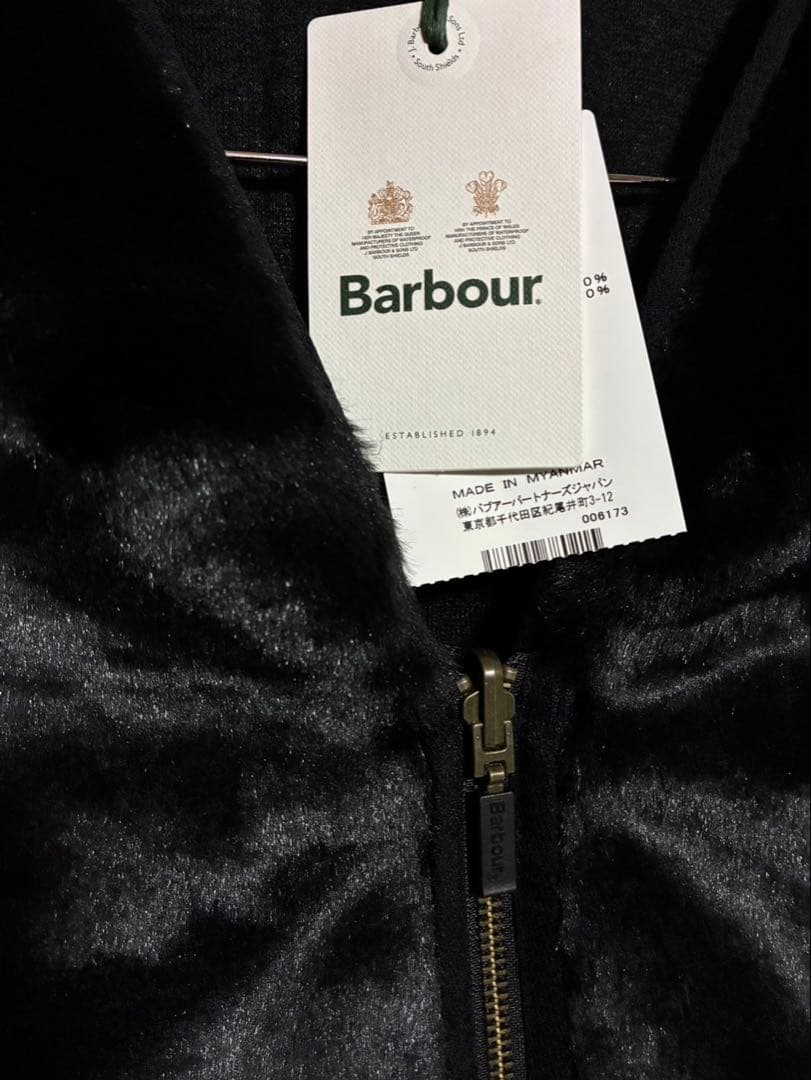 J. Barbo
Sons Ltd
• South Shields •
BY APPOINTMENT TO
HER MAJESTY THE QUEEN
MANUFACTURERS OF WATERPROOF
AND PROTECTIVE CLOTHING
J BARBOUR & SONS LTD
SOUTH SHIELDS
BY APPOINTMENT TO
HRH THE PRINCE OF WALES
MANUFACTURERS OF WATERPROOF
AND PROTECTIVE CLOTHING
J BARBOUR & SONS LTD.
SOUTH SHIELDS
Barbour.
0%
0%
ESTABLISHED 1894
MADE IN MYANMAR
(株)バブアーパートナーズジャパン
東京都千代田区紀尾井町3-12
006173
Barbour